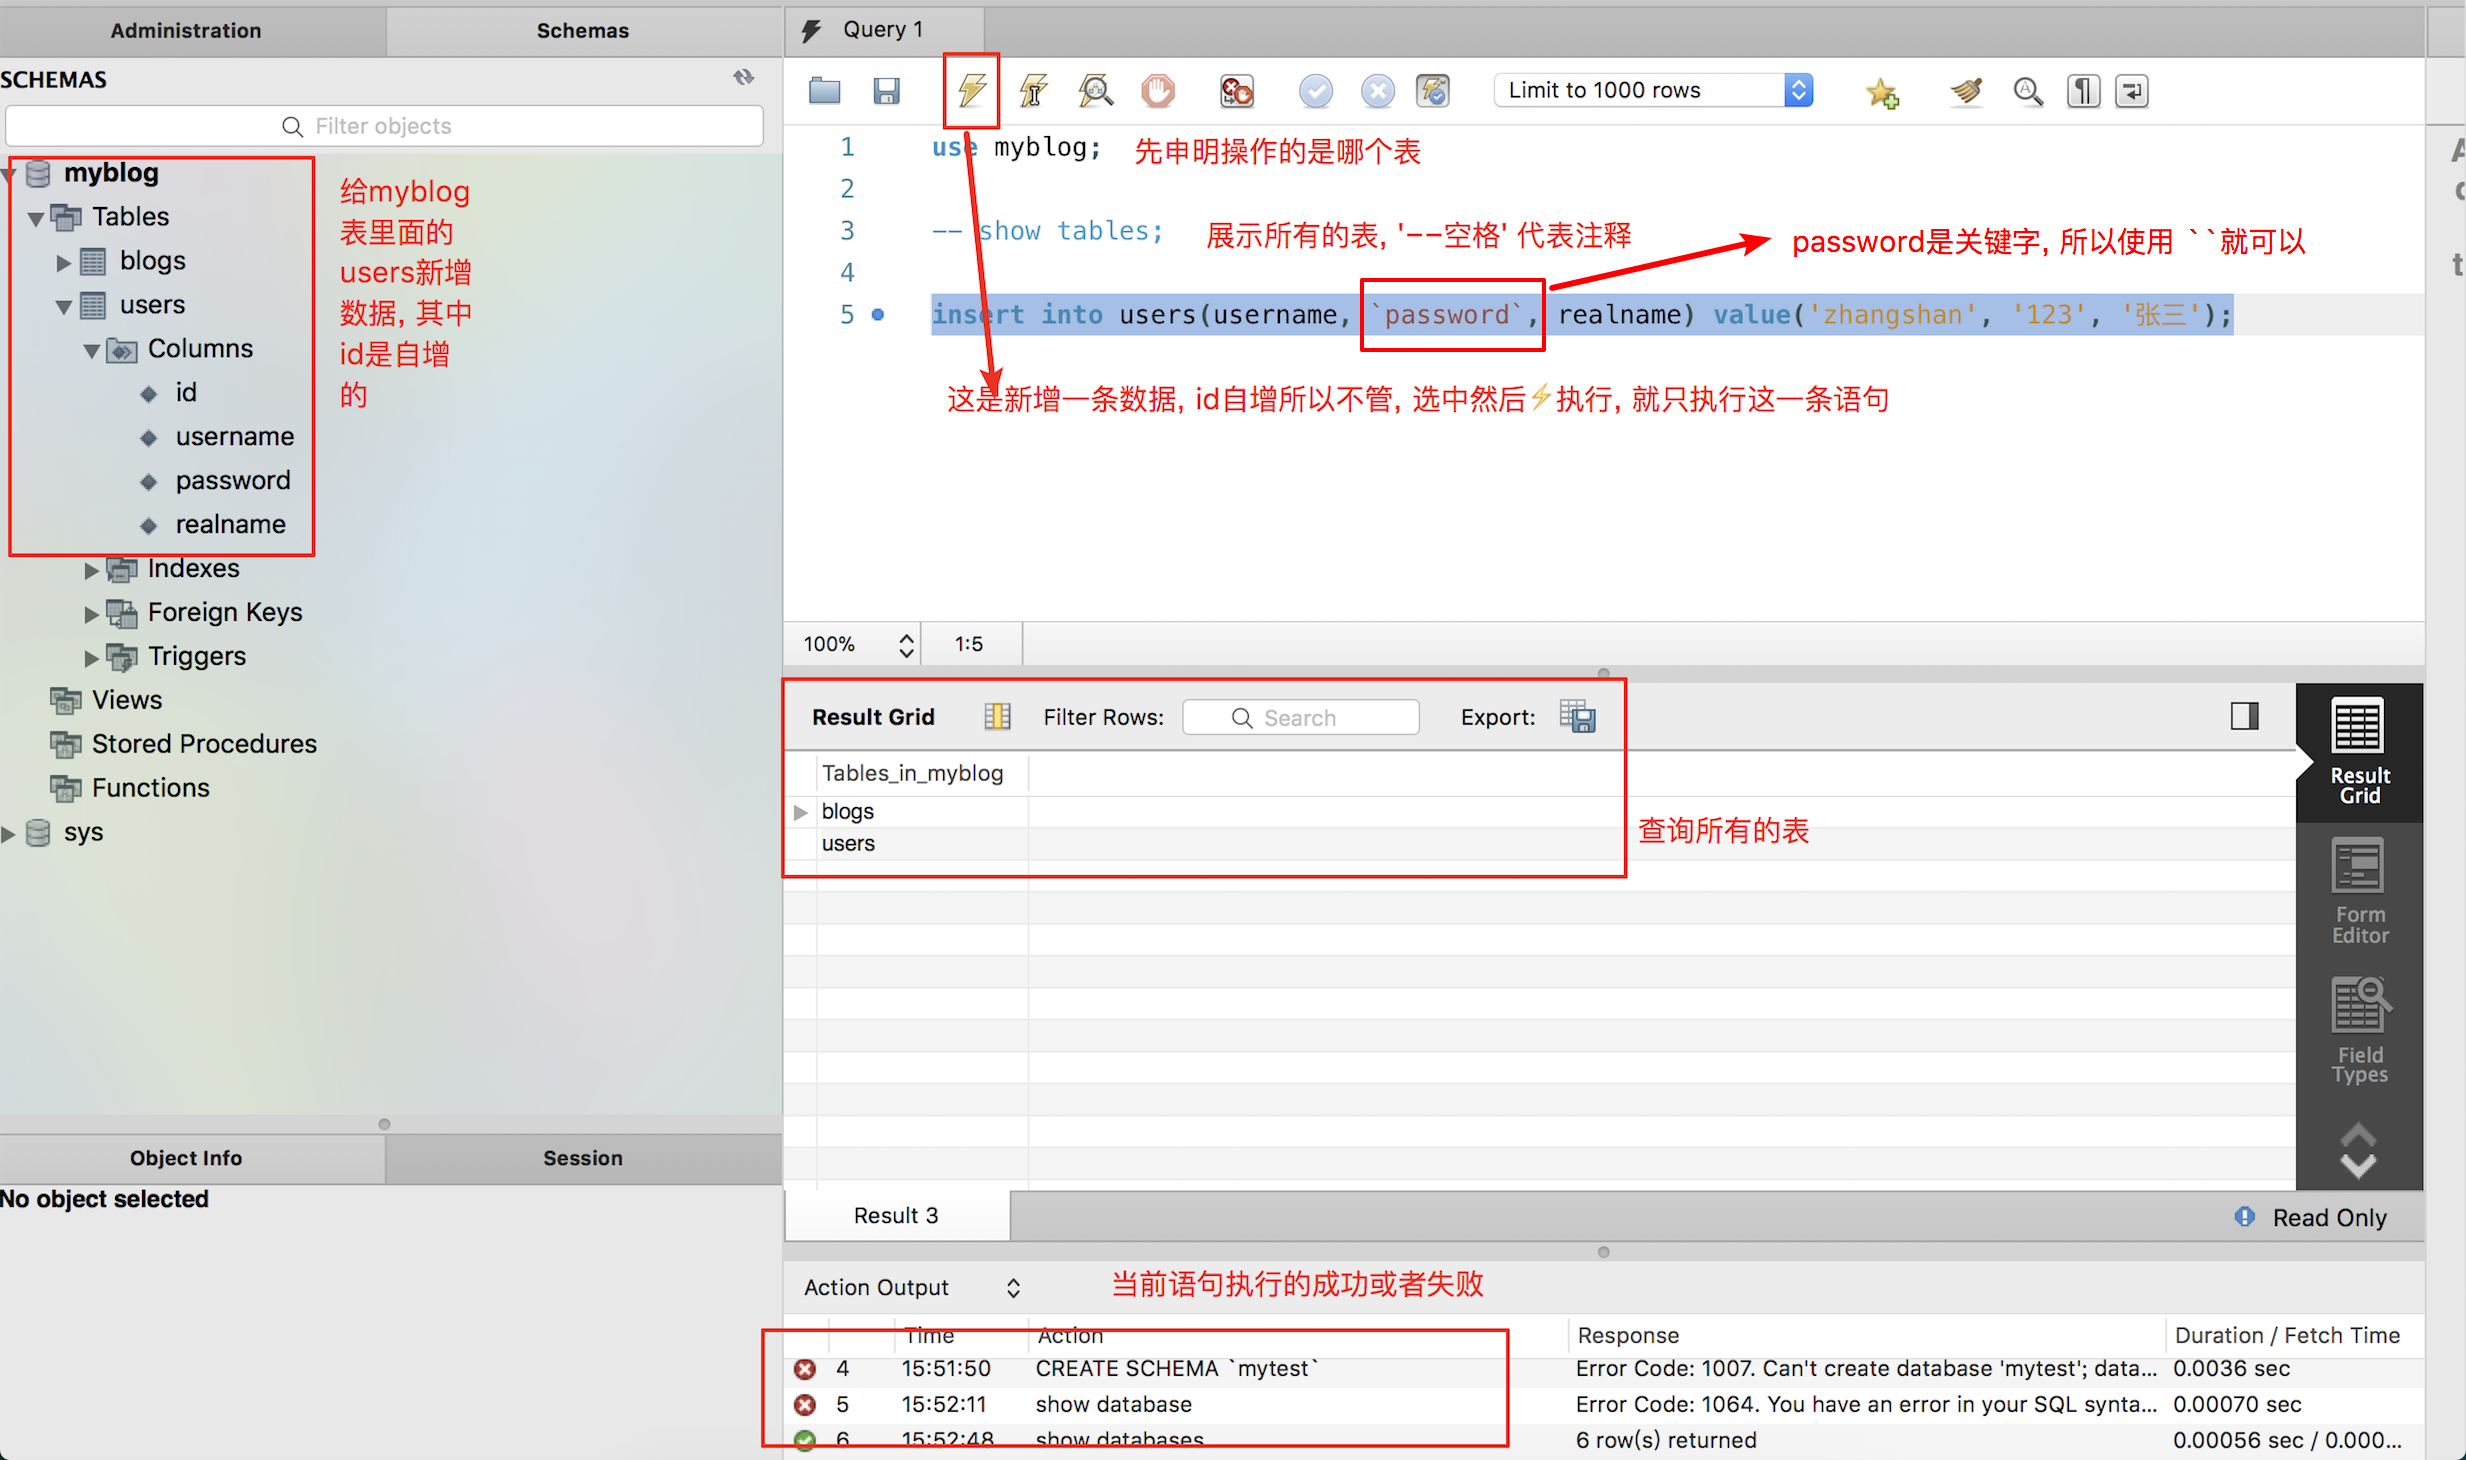 Administration
Schemas
SCHEMAS
Filter objects
myblog
Tables
blogs
users
Columns
id
username
password
realname
Indexes
Foreign Keys
Triggers
Views
Stored Procedures
Functions
sys
给myblog
表里面的
users新增
数据, 其中
id是自增
的
Object Info
Session
No object selected
Query 1
Limit to 1000 rows
1 use myblog; 先申明操作的是哪个表
2
3 -- show tables; 展示所有的表, '--空格' 代表注释
password是关键字, 所以使用 ``就可以
4
5 insert into users(username, `password`, realname) value('zhangshan', '123', '张三');
这是新增一条数据, id自增所以不管, 选中然后⚡执行, 就只执行这一条语句
100% 1:5
Result Grid Filter Rows: Search Export:
Tables_in_myblog
blogs
users
查询所有的表
Result
Grid
Form
Editor
Field
Types
Result 3
Read Only
Action Output 当前语句执行的成功或者失败
Time Action Response Duration / Fetch Time
4 15:51:50 CREATE SCHEMA `mytest` Error Code: 1007. Can't create database 'mytest'; data... 0.0036 sec
5 15:52:11 show database Error Code: 1064. You have an error in your SQL synta... 0.00070 sec
6 15:52:48 show databases 6 row(s) returned 0.00056 sec / 0.000...